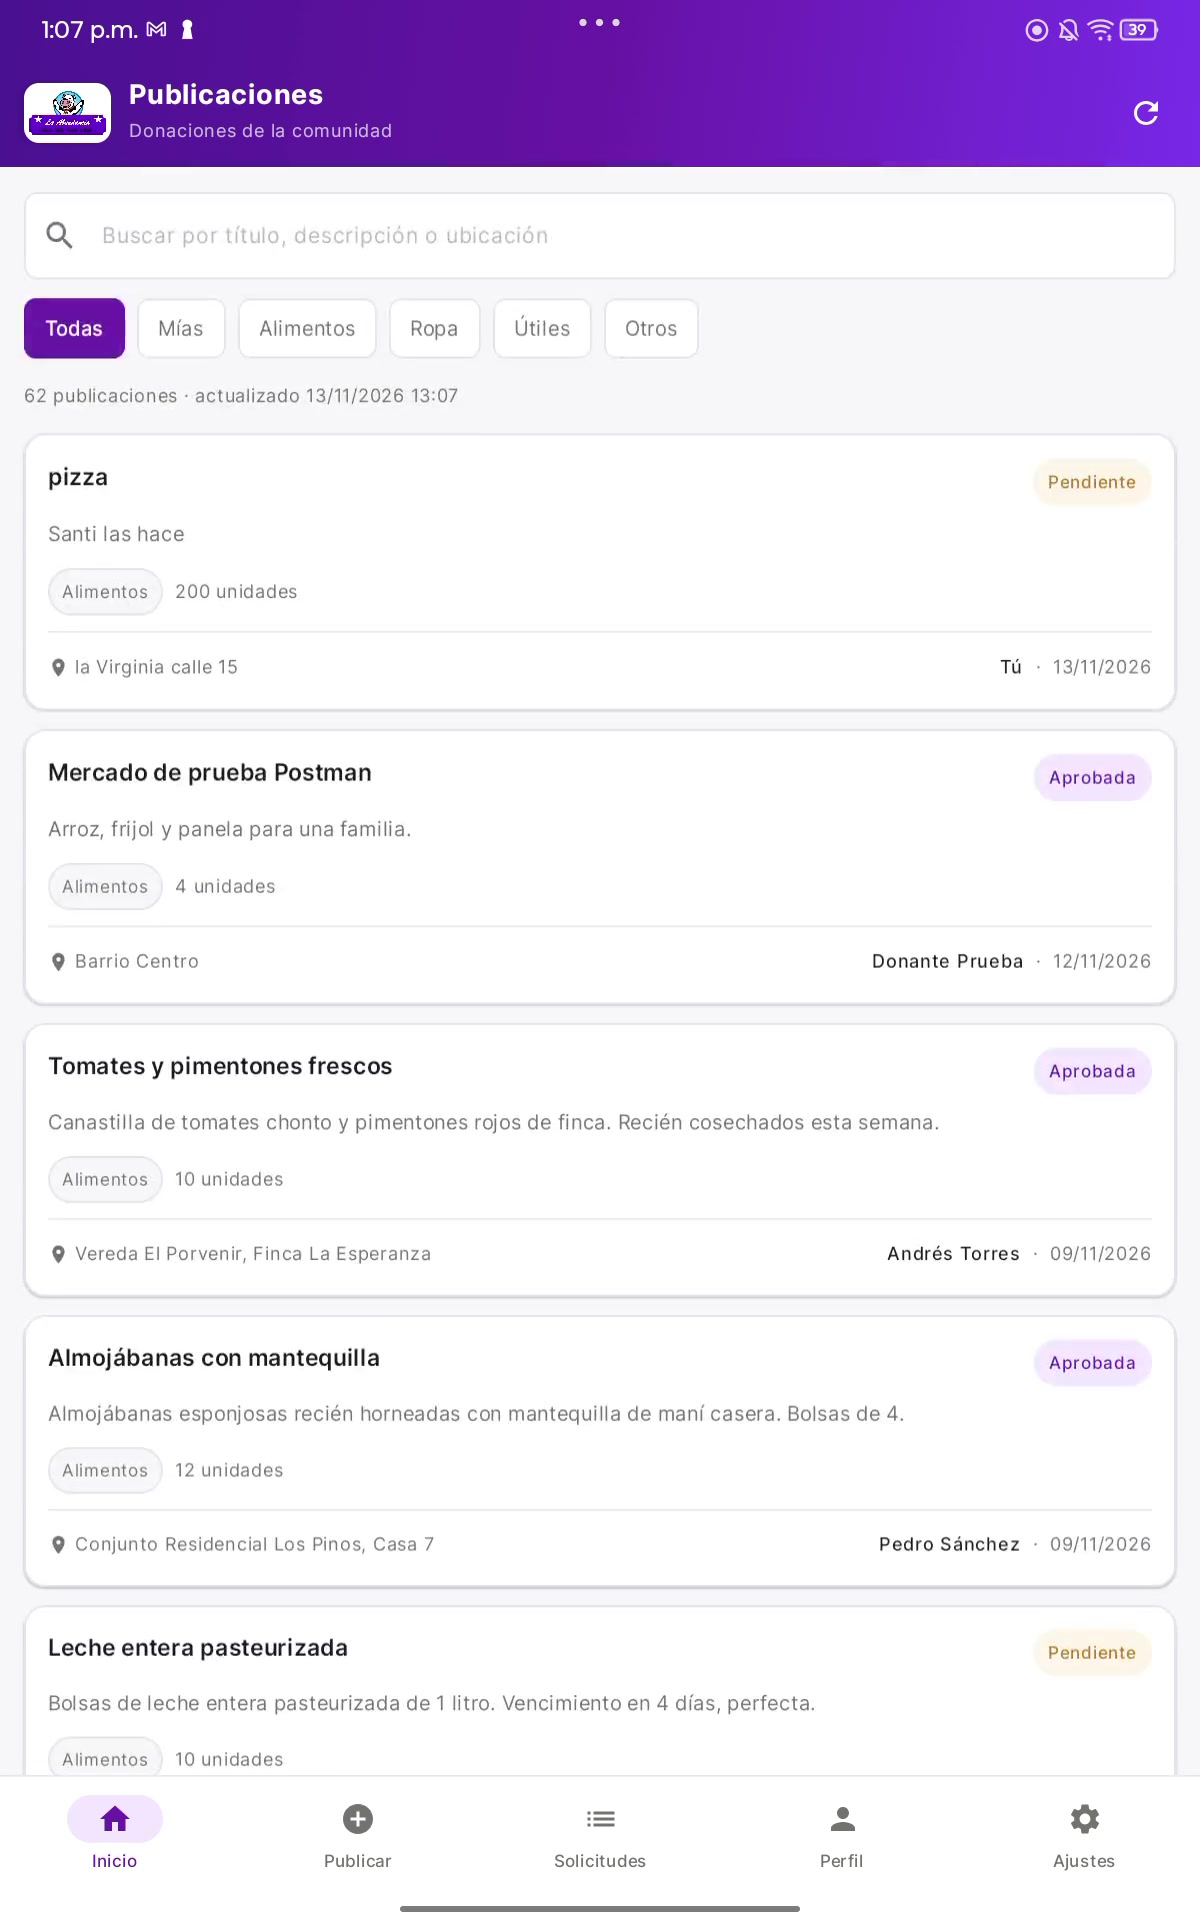 1:07 p.m.
39
La Abundancia
Publicaciones
Donaciones de la comunidad
Buscar por título, descripción o ubicación
Todas
Mías
Alimentos
Ropa
Útiles
Otros
62 publicaciones · actualizado 13/11/2026 13:07
pizza
Pendiente
Santi las hace
Alimentos
200 unidades
la Virginia calle 15
Tú · 13/11/2026
Mercado de prueba Postman
Aprobada
Arroz, frijol y panela para una familia.
Alimentos
4 unidades
Barrio Centro
Donante Prueba · 12/11/2026
Tomates y pimentones frescos
Aprobada
Canastilla de tomates chonto y pimentones rojos de finca. Recién cosechados esta semana.
Alimentos
10 unidades
Vereda El Porvenir, Finca La Esperanza
Andrés Torres · 09/11/2026
Almojábanas con mantequilla
Aprobada
Almojábanas esponjosas recién horneadas con mantequilla de maní casera. Bolsas de 4.
Alimentos
12 unidades
Conjunto Residencial Los Pinos, Casa 7
Pedro Sánchez · 09/11/2026
Leche entera pasteurizada
Pendiente
Bolsas de leche entera pasteurizada de 1 litro. Vencimiento en 4 días, perfecta.
Alimentos
10 unidades
Inicio
Publicar
Solicitudes
Perfil
Ajustes